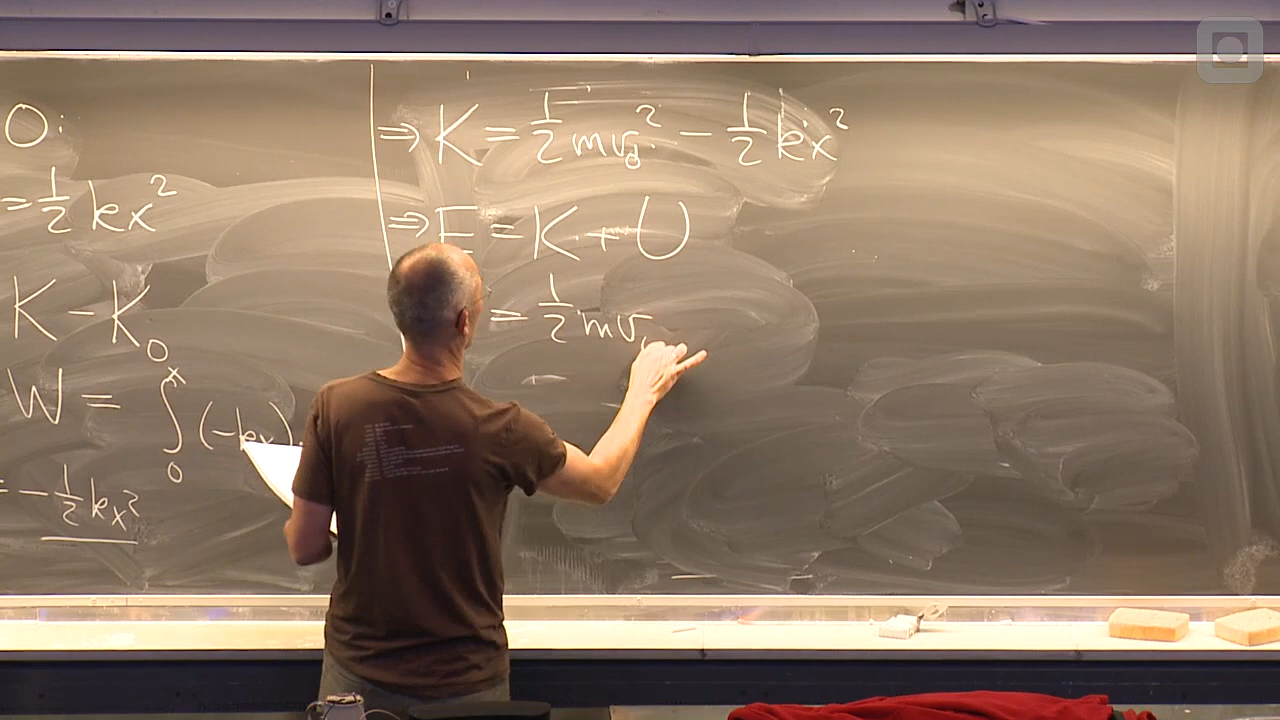 O:
= 1/2 kx²
K - K₀
W = ∫₀ˣ (-kx)
= - 1/2 kx²
⇒ K = 1/2 mv₀² - 1/2 kx²
⇒ E = K + U
= 1/2 mv